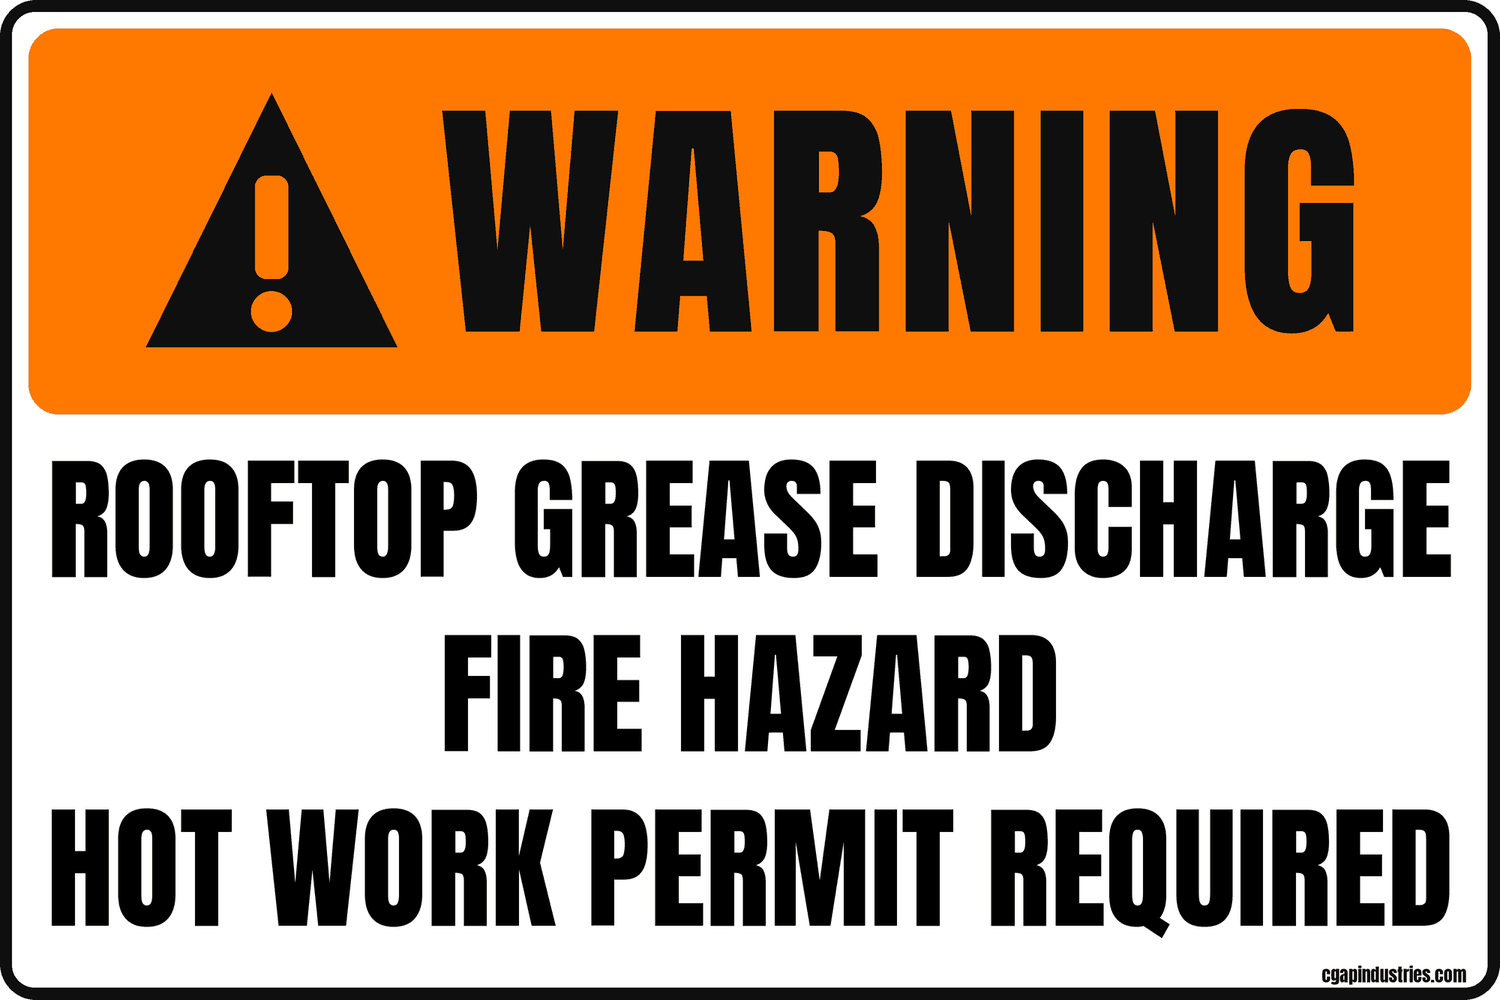 WARNING
ROOFTOP GREASE DISCHARGE
FIRE HAZARD
HOT WORK PERMIT REQUIRED
cgapindustries.com